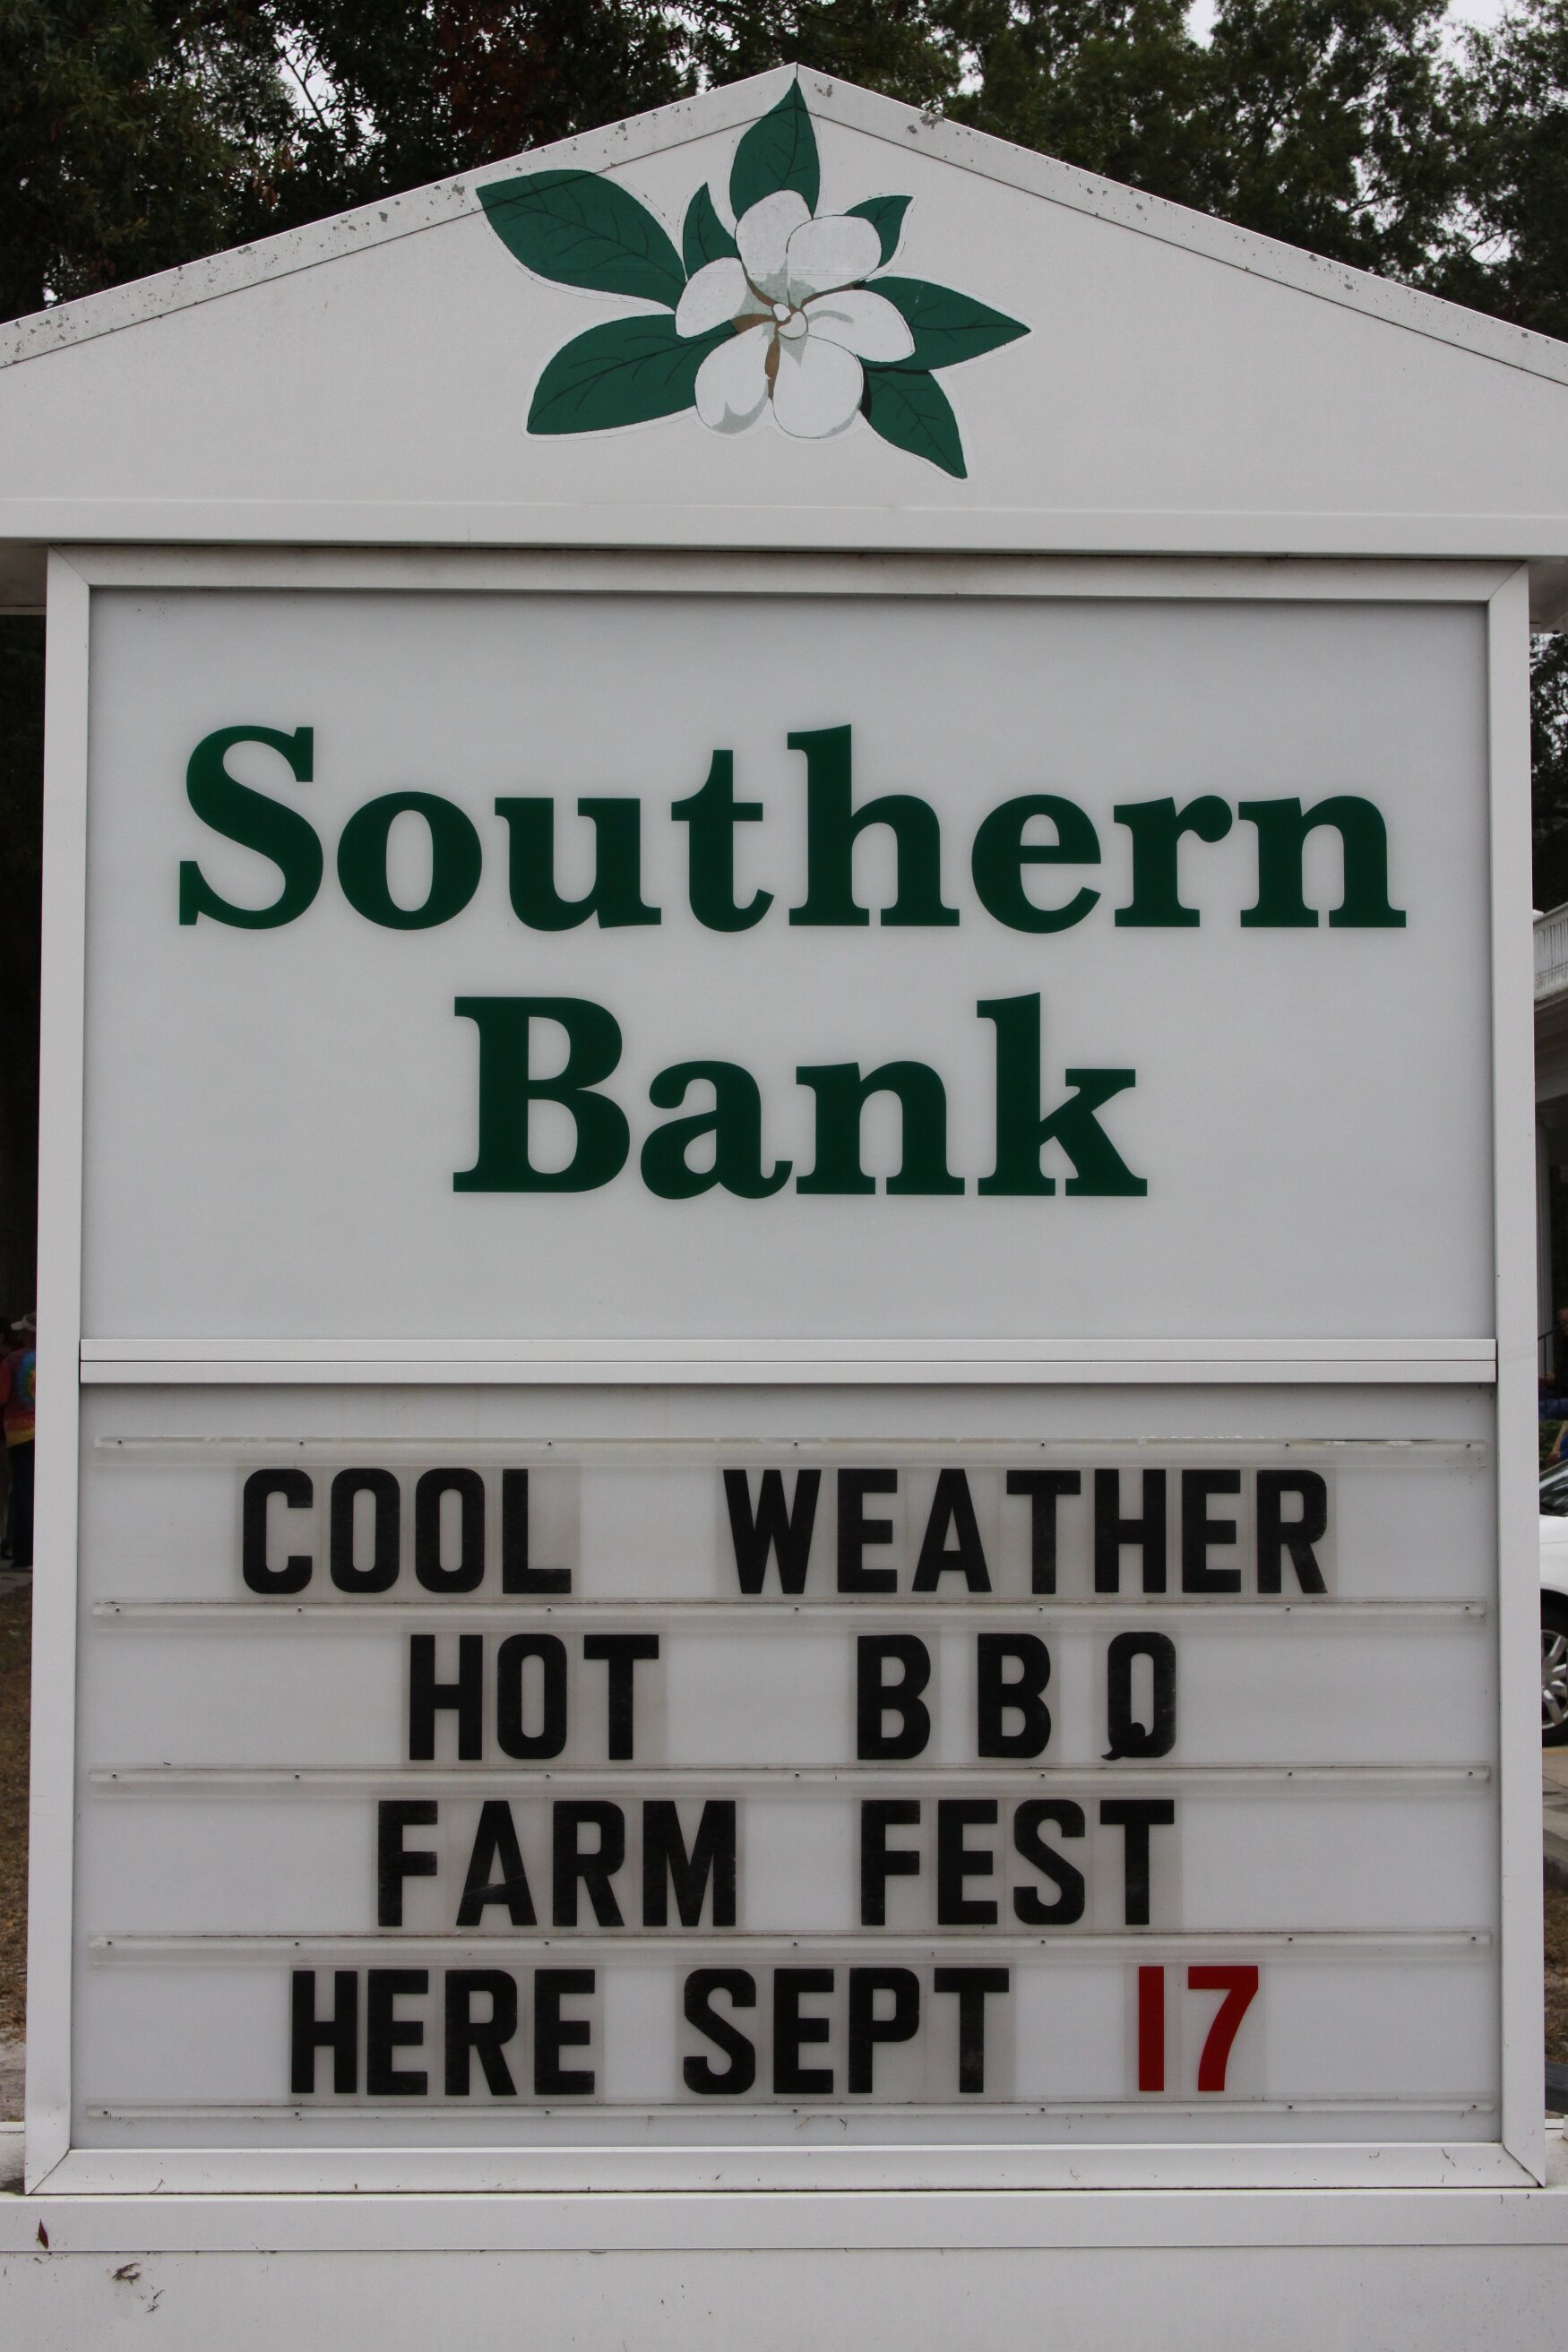 Southern
Bank
COOL WEATHER
HOT BBQ
FARM FEST
HERE SEPT 17